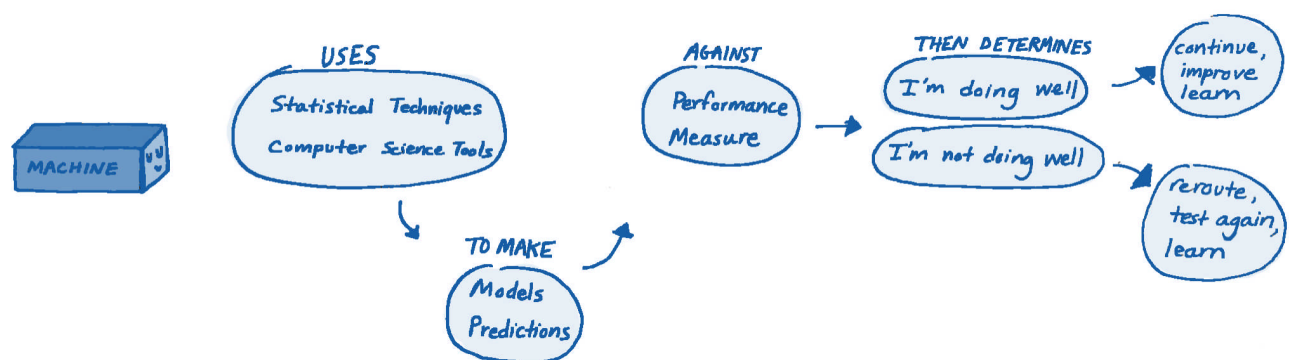 MACHINE
USES
Statistical Techniques
Computer Science Tools
TO MAKE
Models
Predictions
AGAINST
Performance
Measure
THEN DETERMINES
I'm doing well
I'm not doing well
continue,
improve
learn
reroute,
test again,
learn